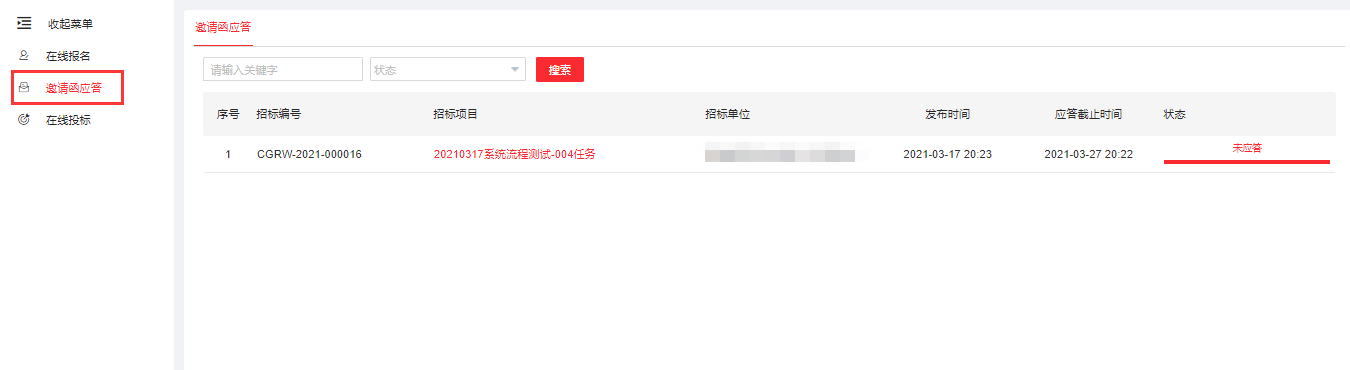 收起菜单
在线报名
邀请函应答
在线投标
邀请函应答
请输入关键字 状态 搜索
序号 招标编号 招标项目 招标单位 发布时间 应答截止时间 状态
1 CGRW-2021-000016 20210317系统流程测试-004任务 2021-03-17 20:23 2021-03-27 20:22 未应答